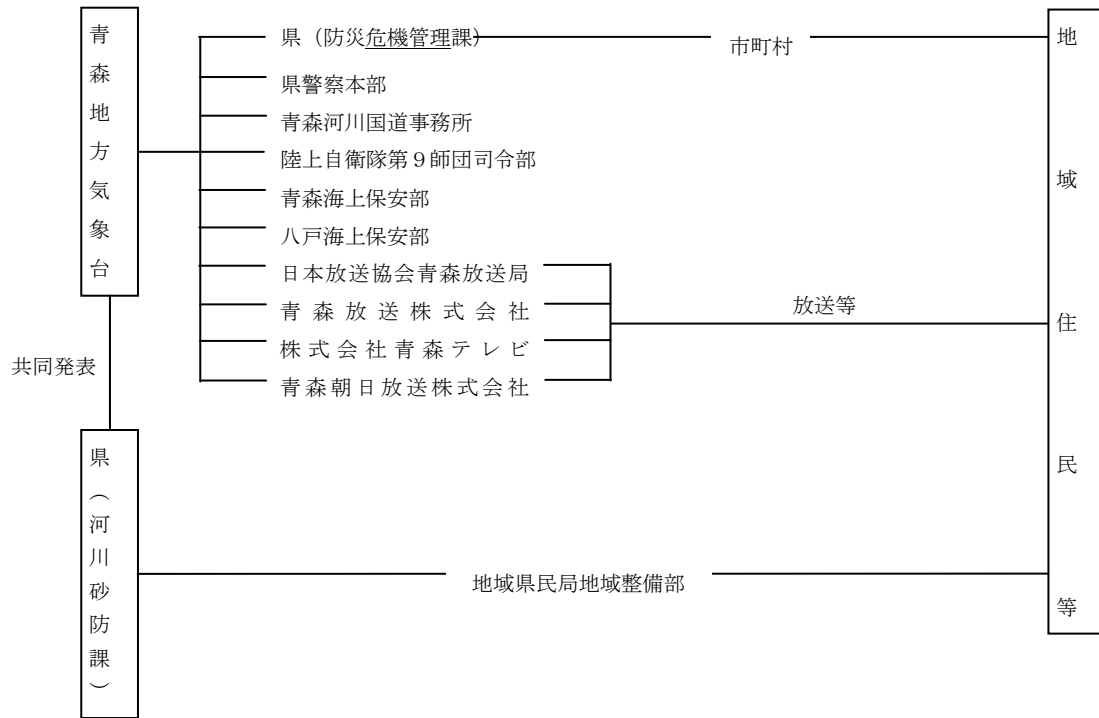 青森地方気象台
県（防災危機管理課）
市町村
県警察本部
青森河川国道事務所
陸上自衛隊第９師団司令部
青森海上保安部
八戸海上保安部
日本放送協会青森放送局
青森放送株式会社
株式会社青森テレビ
青森朝日放送株式会社
放送等
共同発表
県（河川砂防課）
地域県民局地域整備部
地域住民等